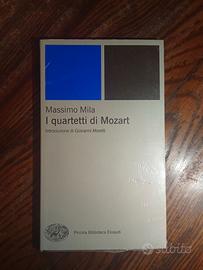 Massimo Mila
I quartetti di Mozart
Introduzione di Giovanni Morelli
Piccola Biblioteca Einaudi
subito